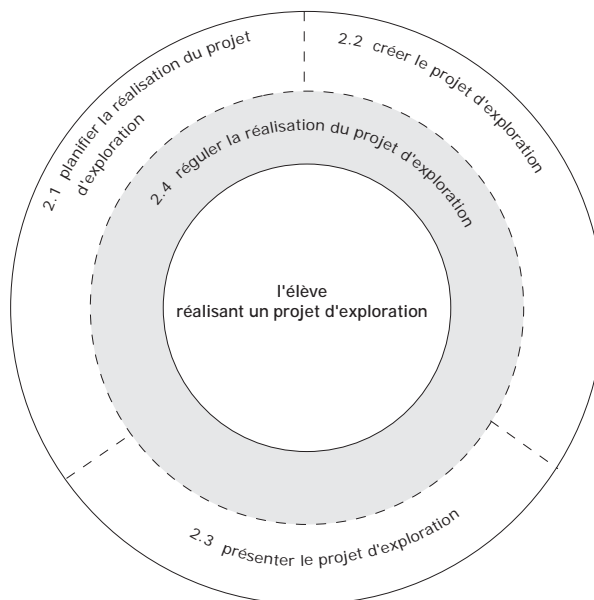 2.1 planifier la réalisation du projet
d'exploration
2.2 créer le projet d'exploration
2.4 réguler la réalisation du projet d'exploration
l'élève
réalisant un projet d'exploration
2.3 présenter le projet d'exploration